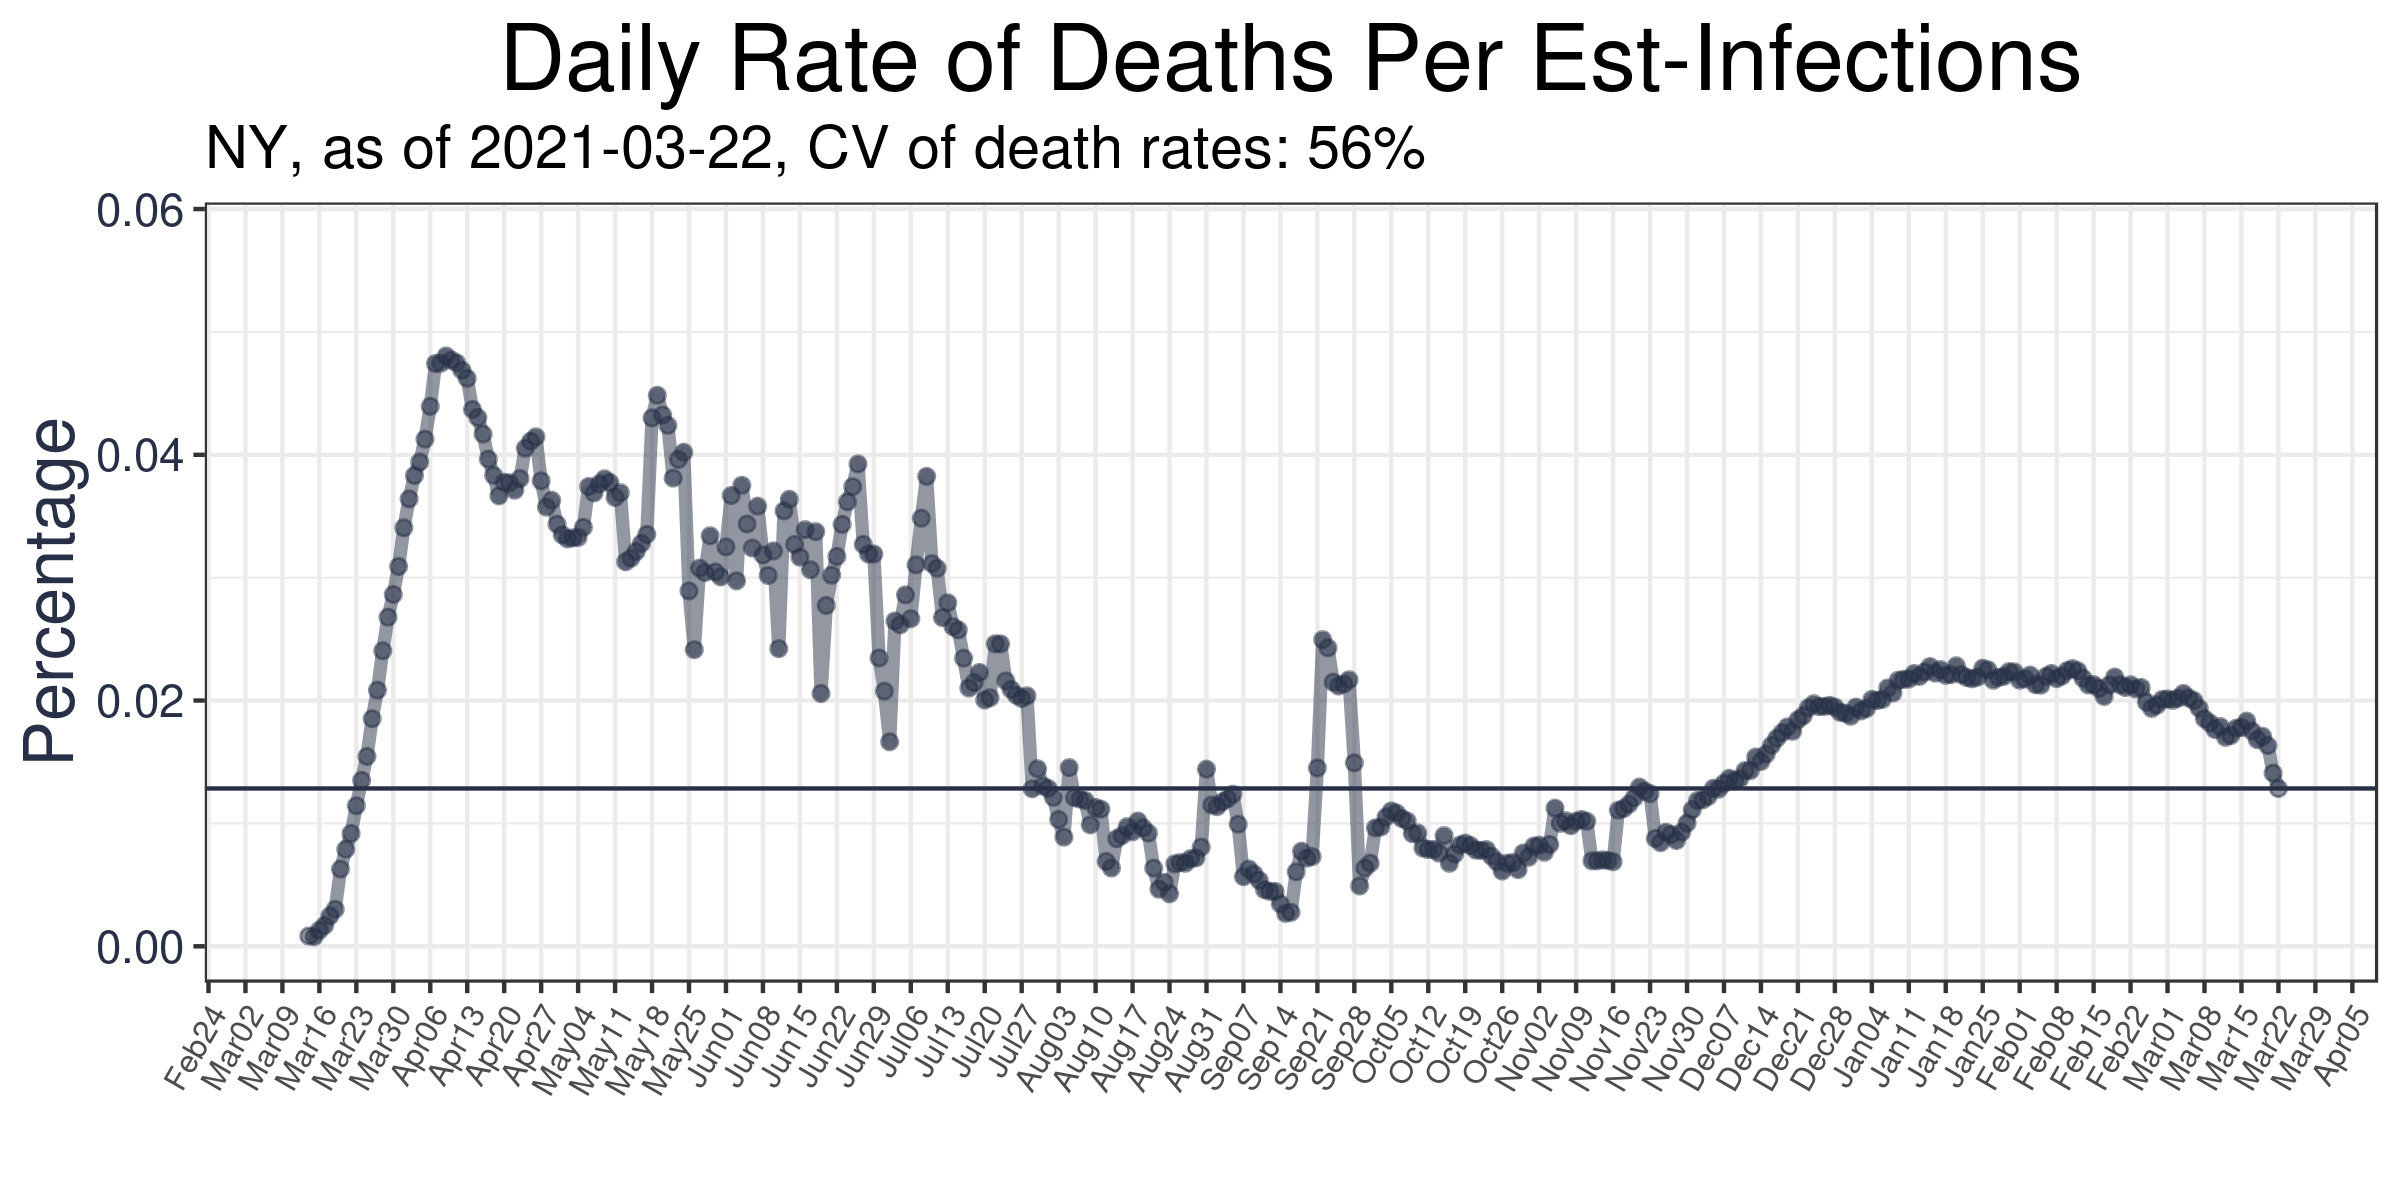 Daily Rate of Deaths Per Est-Infections
NY, as of 2021-03-22, CV of death rates: 56%
Percentage
0.06
0.04
0.02
0.00
Feb24
Mar02
Mar09
Mar16
Mar23
Mar30
Apr06
Apr13
Apr20
Apr27
May04
May11
May18
May25
Jun01
Jun08
Jun15
Jun22
Jun29
Jul06
Jul13
Jul20
Jul27
Aug03
Aug10
Aug17
Aug24
Aug31
Sep07
Sep14
Sep21
Sep28
Oct05
Oct12
Oct19
Oct26
Nov02
Nov09
Nov16
Nov23
Nov30
Dec07
Dec14
Dec21
Dec28
Jan04
Jan11
Jan18
Jan25
Feb01
Feb08
Feb15
Feb22
Mar01
Mar08
Mar15
Mar22
Mar29
Apr05